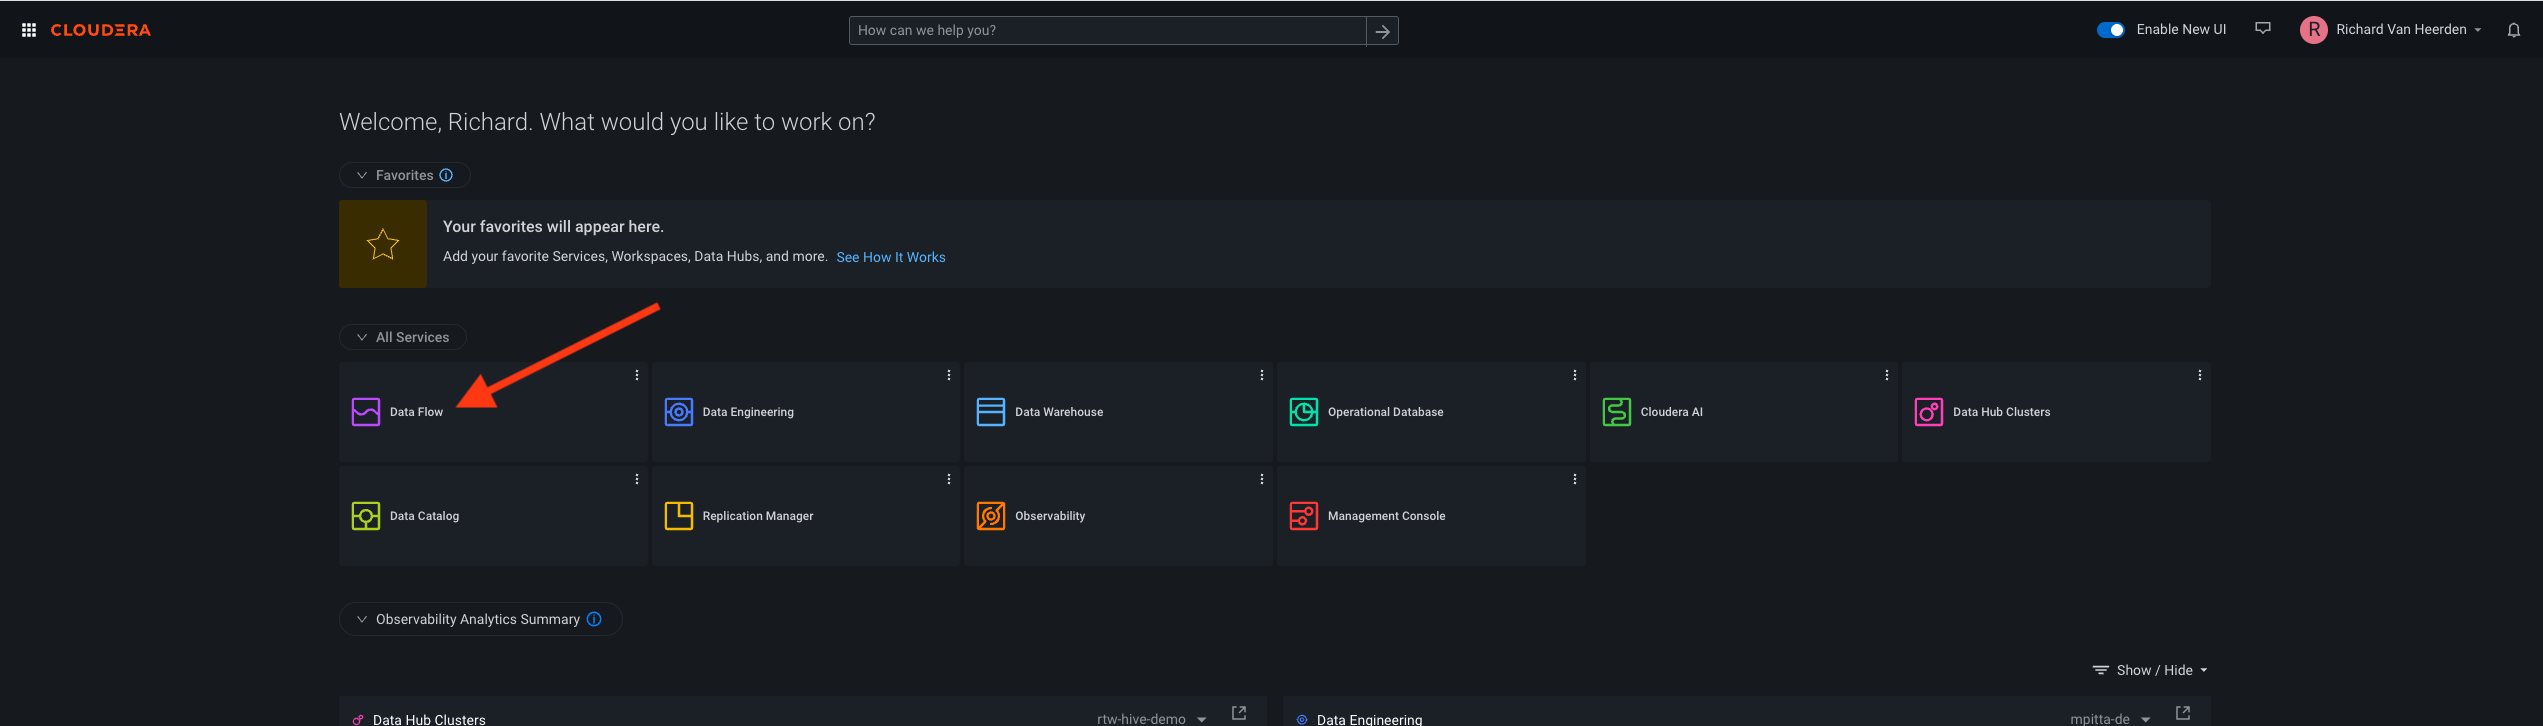 CLOUDERA
How can we help you?
Enable New UI
R
Richard Van Heerden
Welcome, Richard. What would you like to work on?
Favorites
Your favorites will appear here.
Add your favorite Services, Workspaces, Data Hubs, and more. See How It Works
All Services
Data Flow
Data Engineering
Data Warehouse
Operational Database
Cloudera AI
Data Hub Clusters
Data Catalog
Replication Manager
Observability
Management Console
Observability Analytics Summary
Show / Hide
Data Hub Clusters
rtw-hive-demo
Data Engineering
mpitta-de